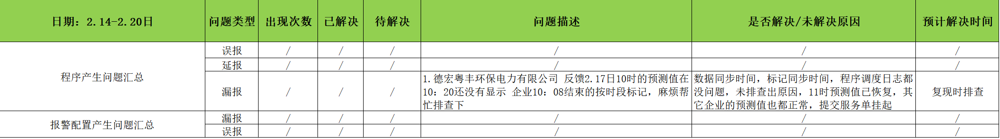 日期：2.14-2.20日 问题类型 出现次数 已解决 待解决 问题描述 是否解决/未解决原因 预计解决时间
程序产生问题汇总
误报 / / / / / /
延报 / / / / / /
漏报 / / /
1.德宏粤丰环保电力有限公司 反馈2.17日10时的预测值在
10：20还没有显示 企业10：08结束的按时段标记，麻烦帮
忙排查下
数据同步时间，标记同步时间，程序调度日志都
没问题，未排查出原因，11时预测值已恢复，其
它企业的预测值也都正常，提交服务单挂起
复现时排查
报警配置产生问题汇总
漏报 / / / / / /
误报 / / / / / /